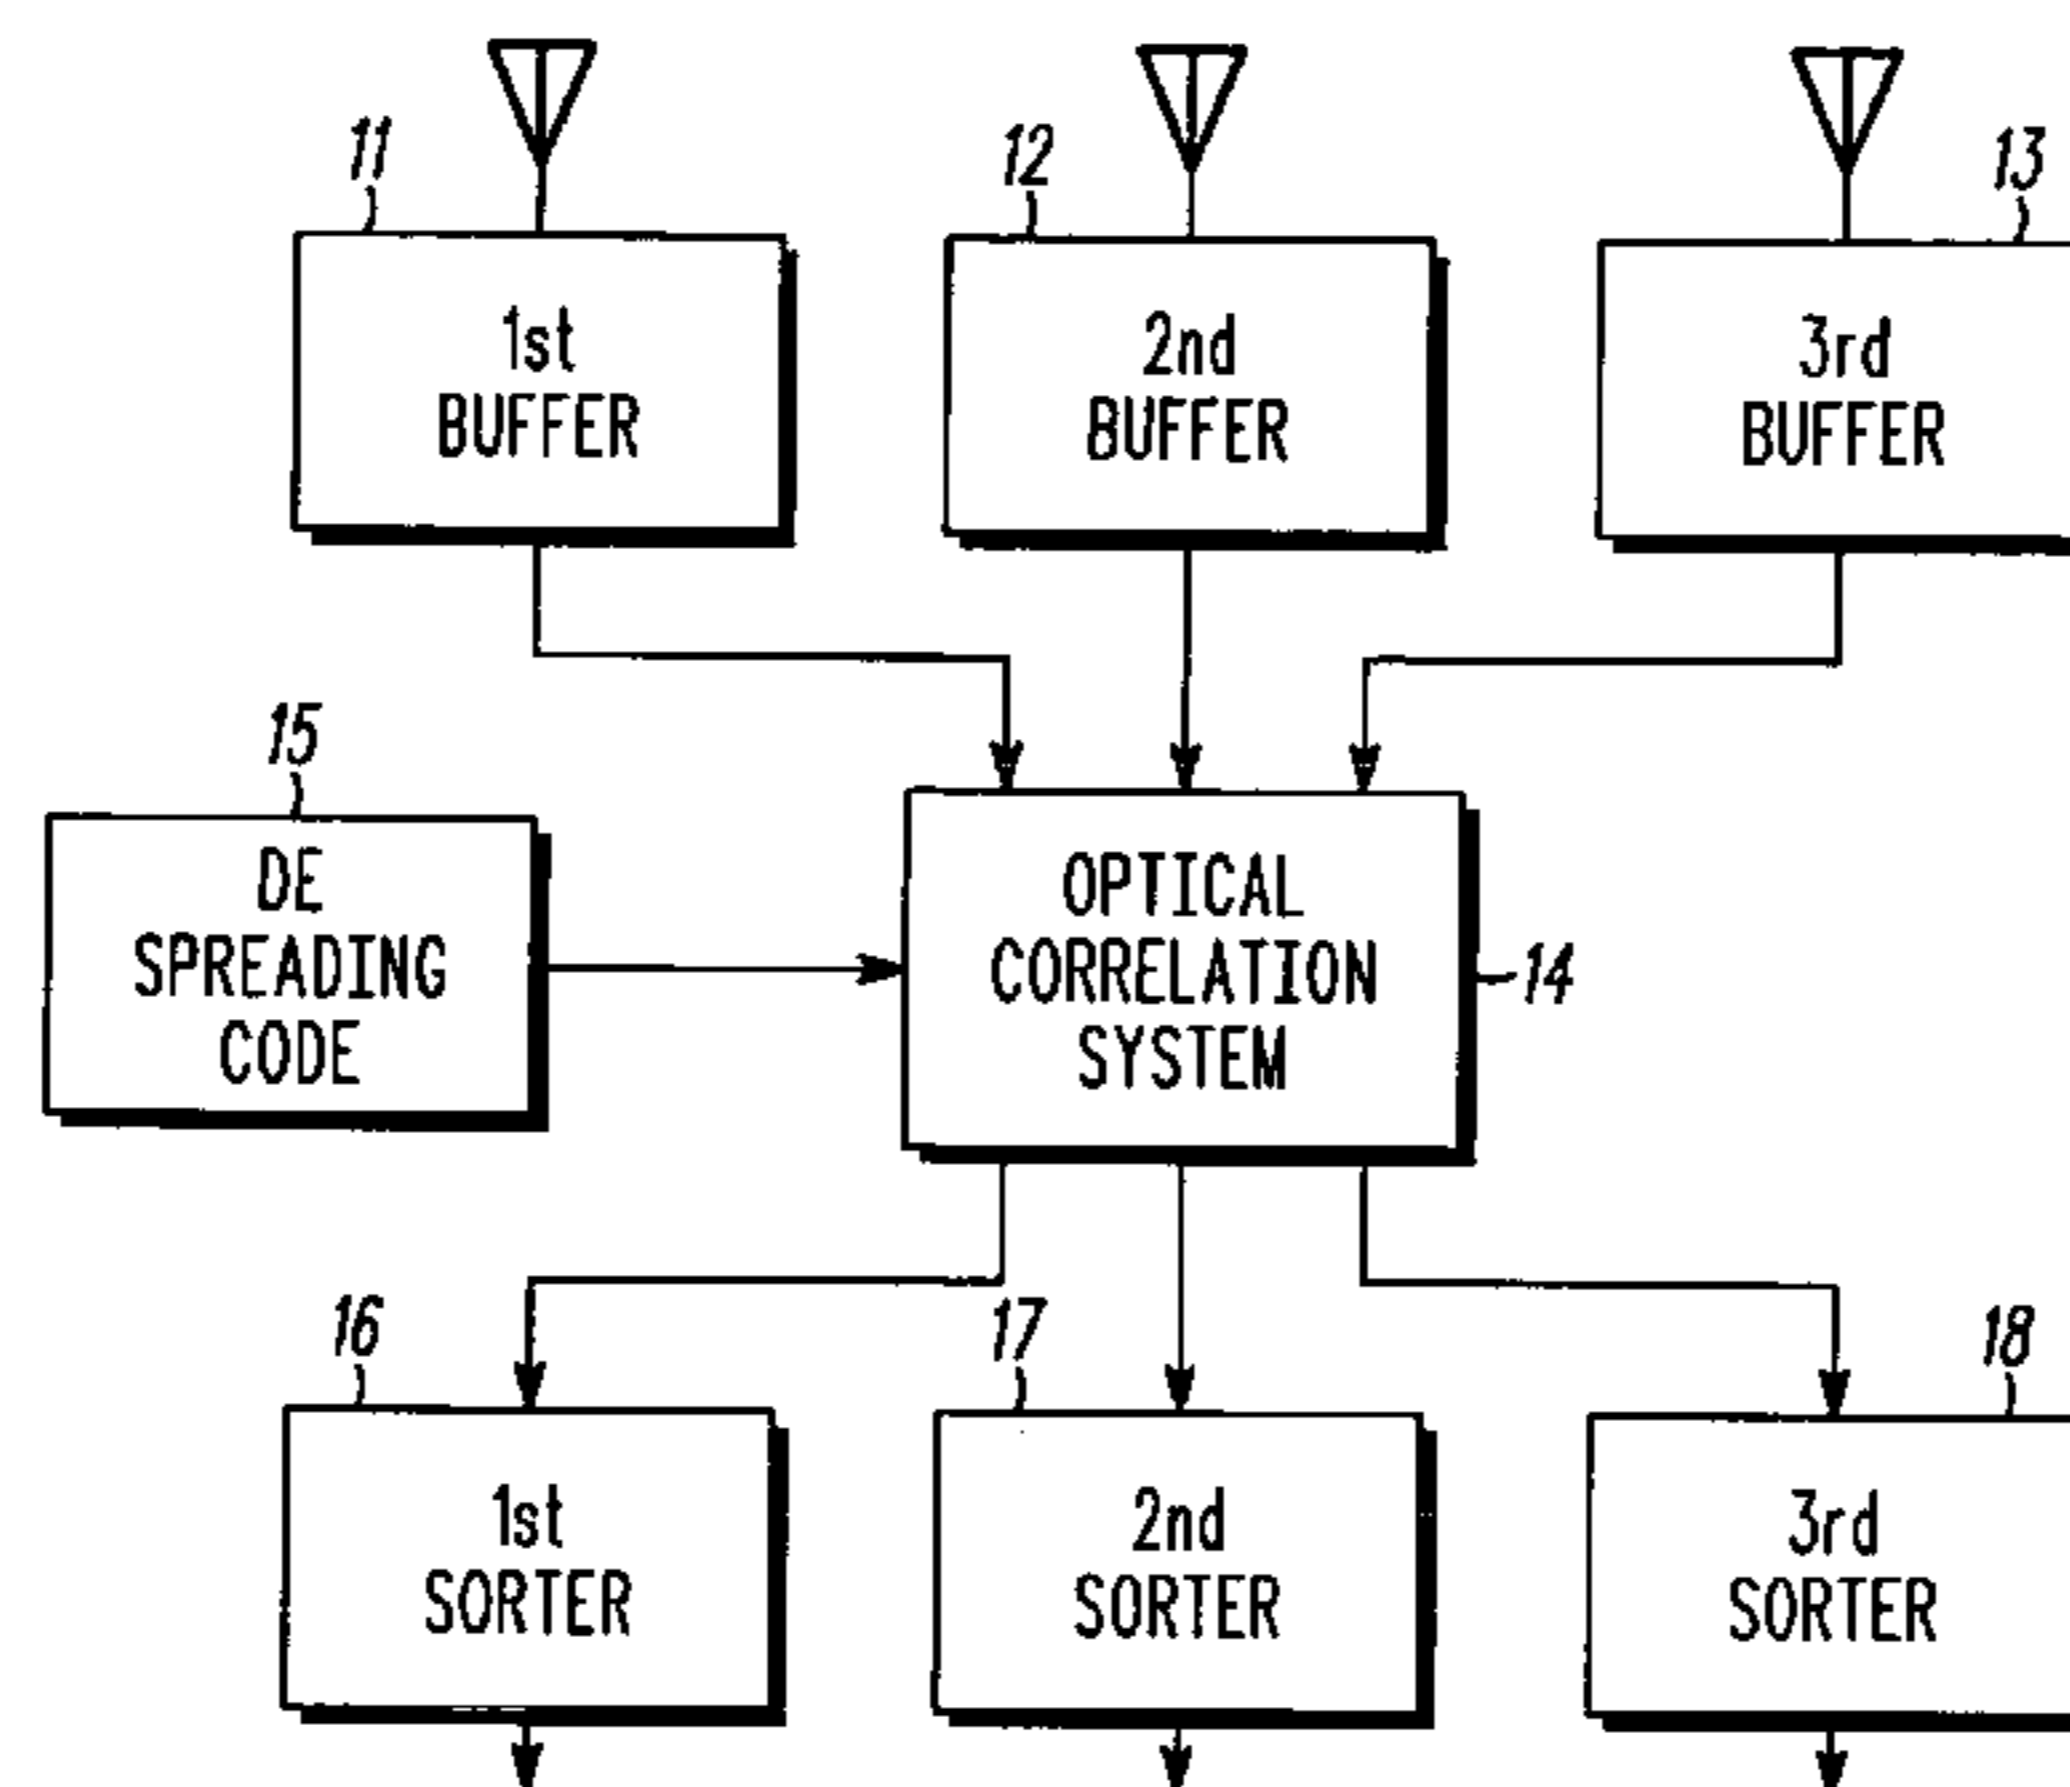 11
12
13
1st
BUFFER
2nd
BUFFER
3rd
BUFFER
15
DE
SPREADING
CODE
OPTICAL
CORRELATION
SYSTEM
14
16
17
18
1st
SORTER
2nd
SORTER
3rd
SORTER